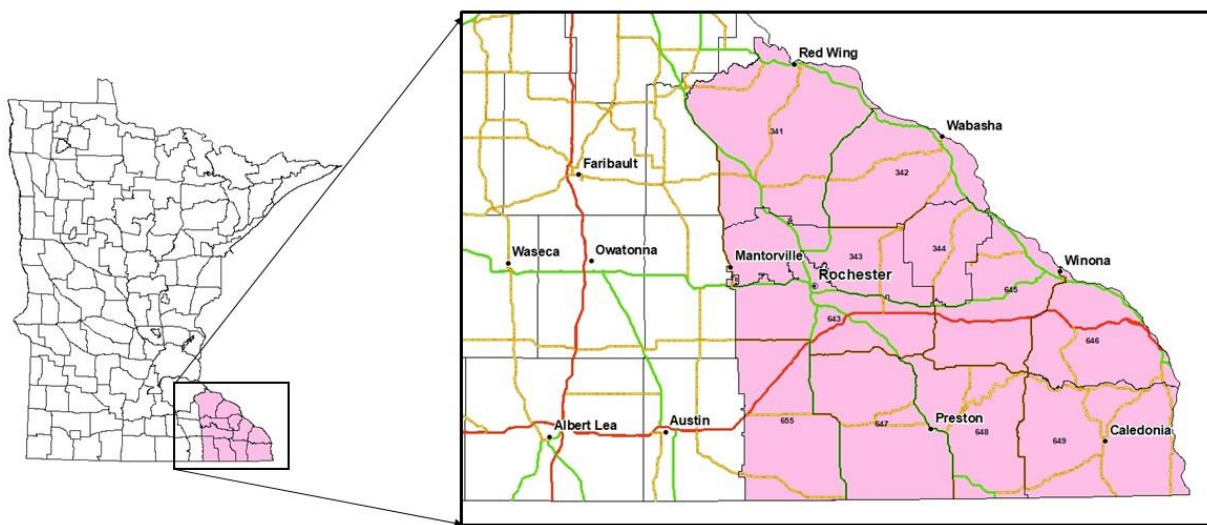 Red Wing
341
Wabasha
Faribault
342
Waseca
Owatonna
Mantorville
343
344
Rochester
Winona
645
643
646
Albert Lea
Austin
655
647
Preston
648
649
Caledonia